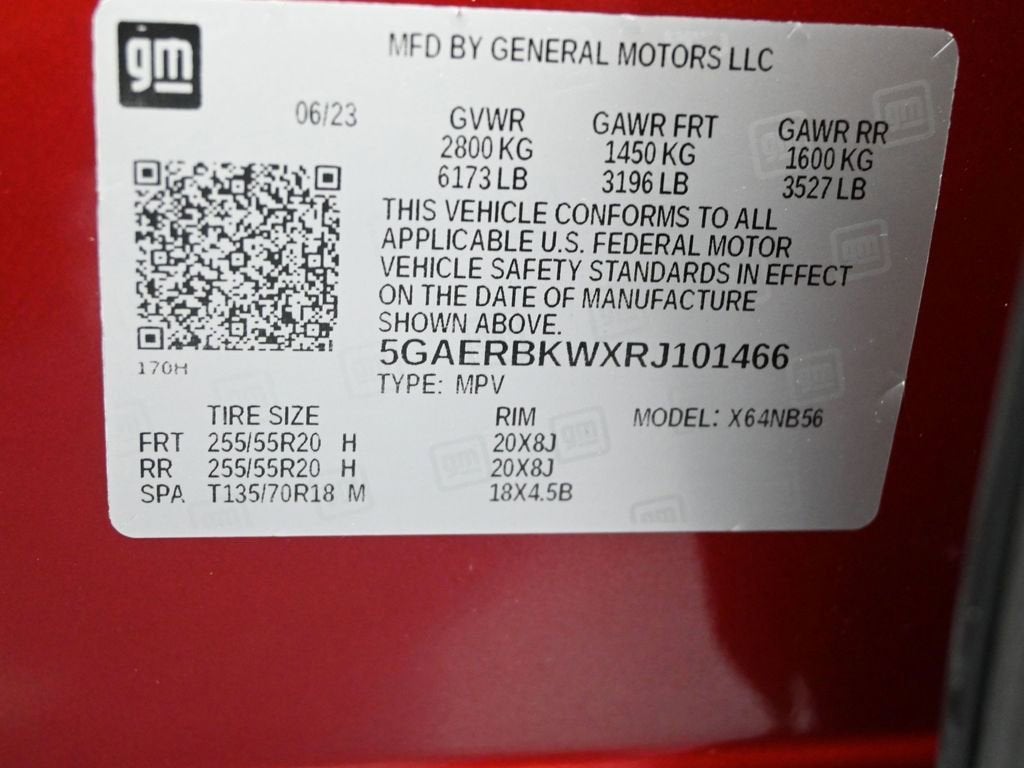 gm
MFD BY GENERAL MOTORS LLC
06/23
GVWR GAWR FRT GAWR RR
2800 KG 1450 KG 1600 KG
6173 LB 3196 LB 3527 LB
THIS VEHICLE CONFORMS TO ALL
APPLICABLE U.S. FEDERAL MOTOR
VEHICLE SAFETY STANDARDS IN EFFECT
ON THE DATE OF MANUFACTURE
SHOWN ABOVE.
5GAERBKWXRJ101466
170H
TYPE: MPV
TIRE SIZE RIM MODEL: X64NB56
FRT 255/55R20 H 20X8J
RR 255/55R20 H 20X8J
SPA T135/70R18 M 18X4.5B